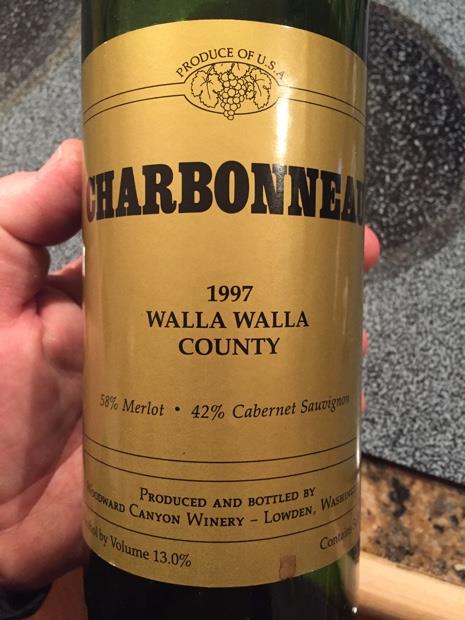 PRODUCE OF U.S.A.
CHARBONNEAU
1997
WALLA WALLA
COUNTY
58% Merlot • 42% Cabernet Sauvignon
PRODUCED AND BOTTLED BY
WOODWARD CANYON WINERY – LOWDEN,
by Volume 13.0%